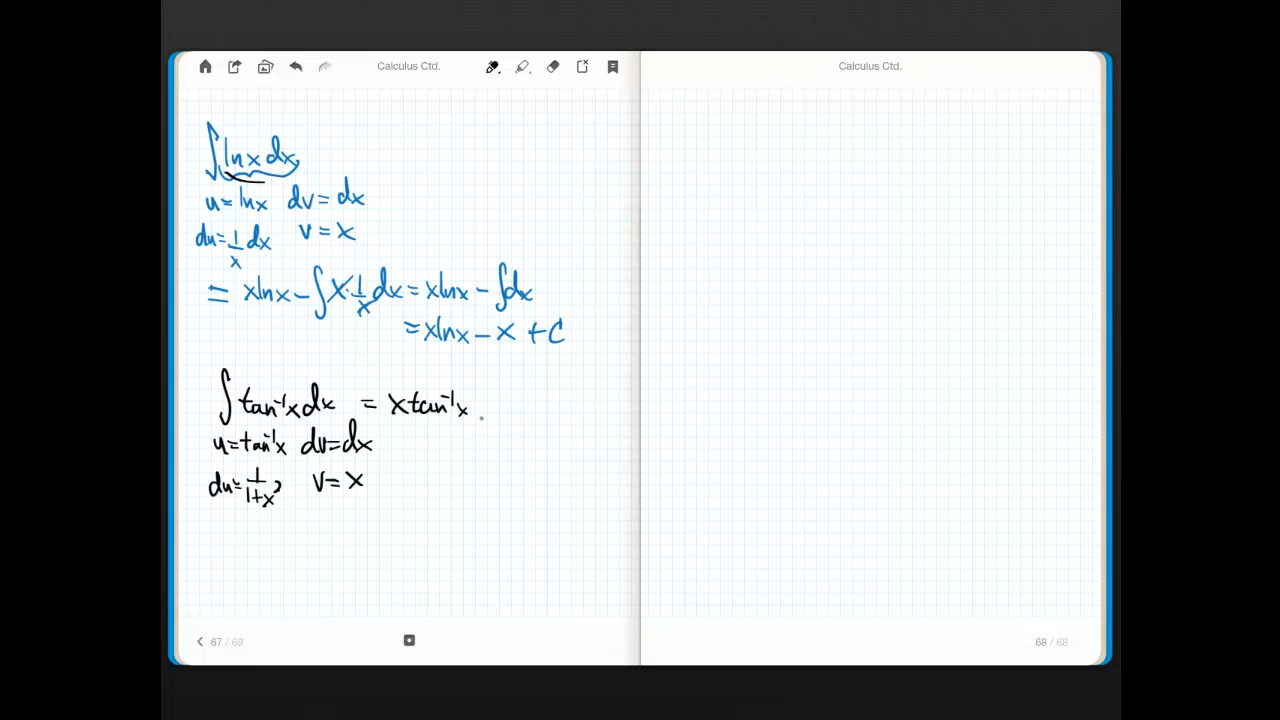 Calculus Ctd.
Calculus Ctd.
∫ ln x dx
u = ln x dv = dx
du = 1/x dx v = x
= x ln x - ∫ x · 1/x dx = x ln x - ∫ dx
= x ln x - x + C
∫ tan⁻¹x dx = x tan⁻¹x
u = tan⁻¹x dv = dx
du = 1/(1+x²) v = x
67 / 68
68 / 68